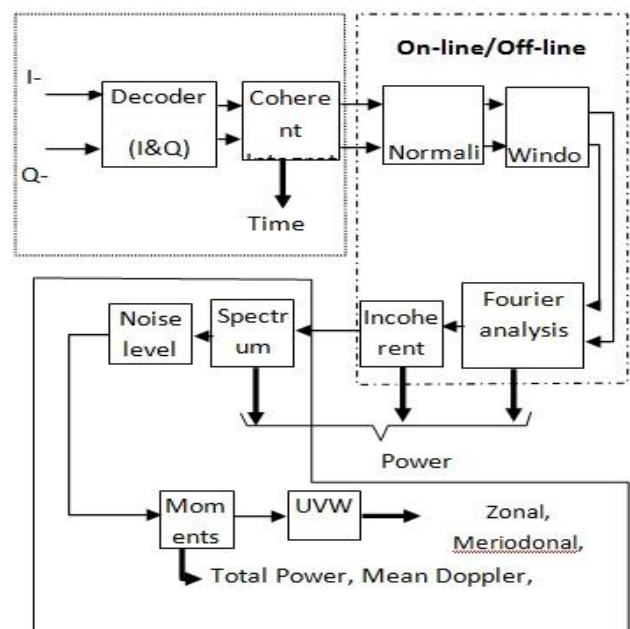 On-line/Off-line
I-
Q-
Decoder
(I&Q)
Cohere
nt
Normali
Windo
Time
Fourier
analysis
Incohe
rent
Spectr
um
Noise
level
Power
Mom
ents
UVW
Zonal,
Meriodonal,
Total Power, Mean Doppler,